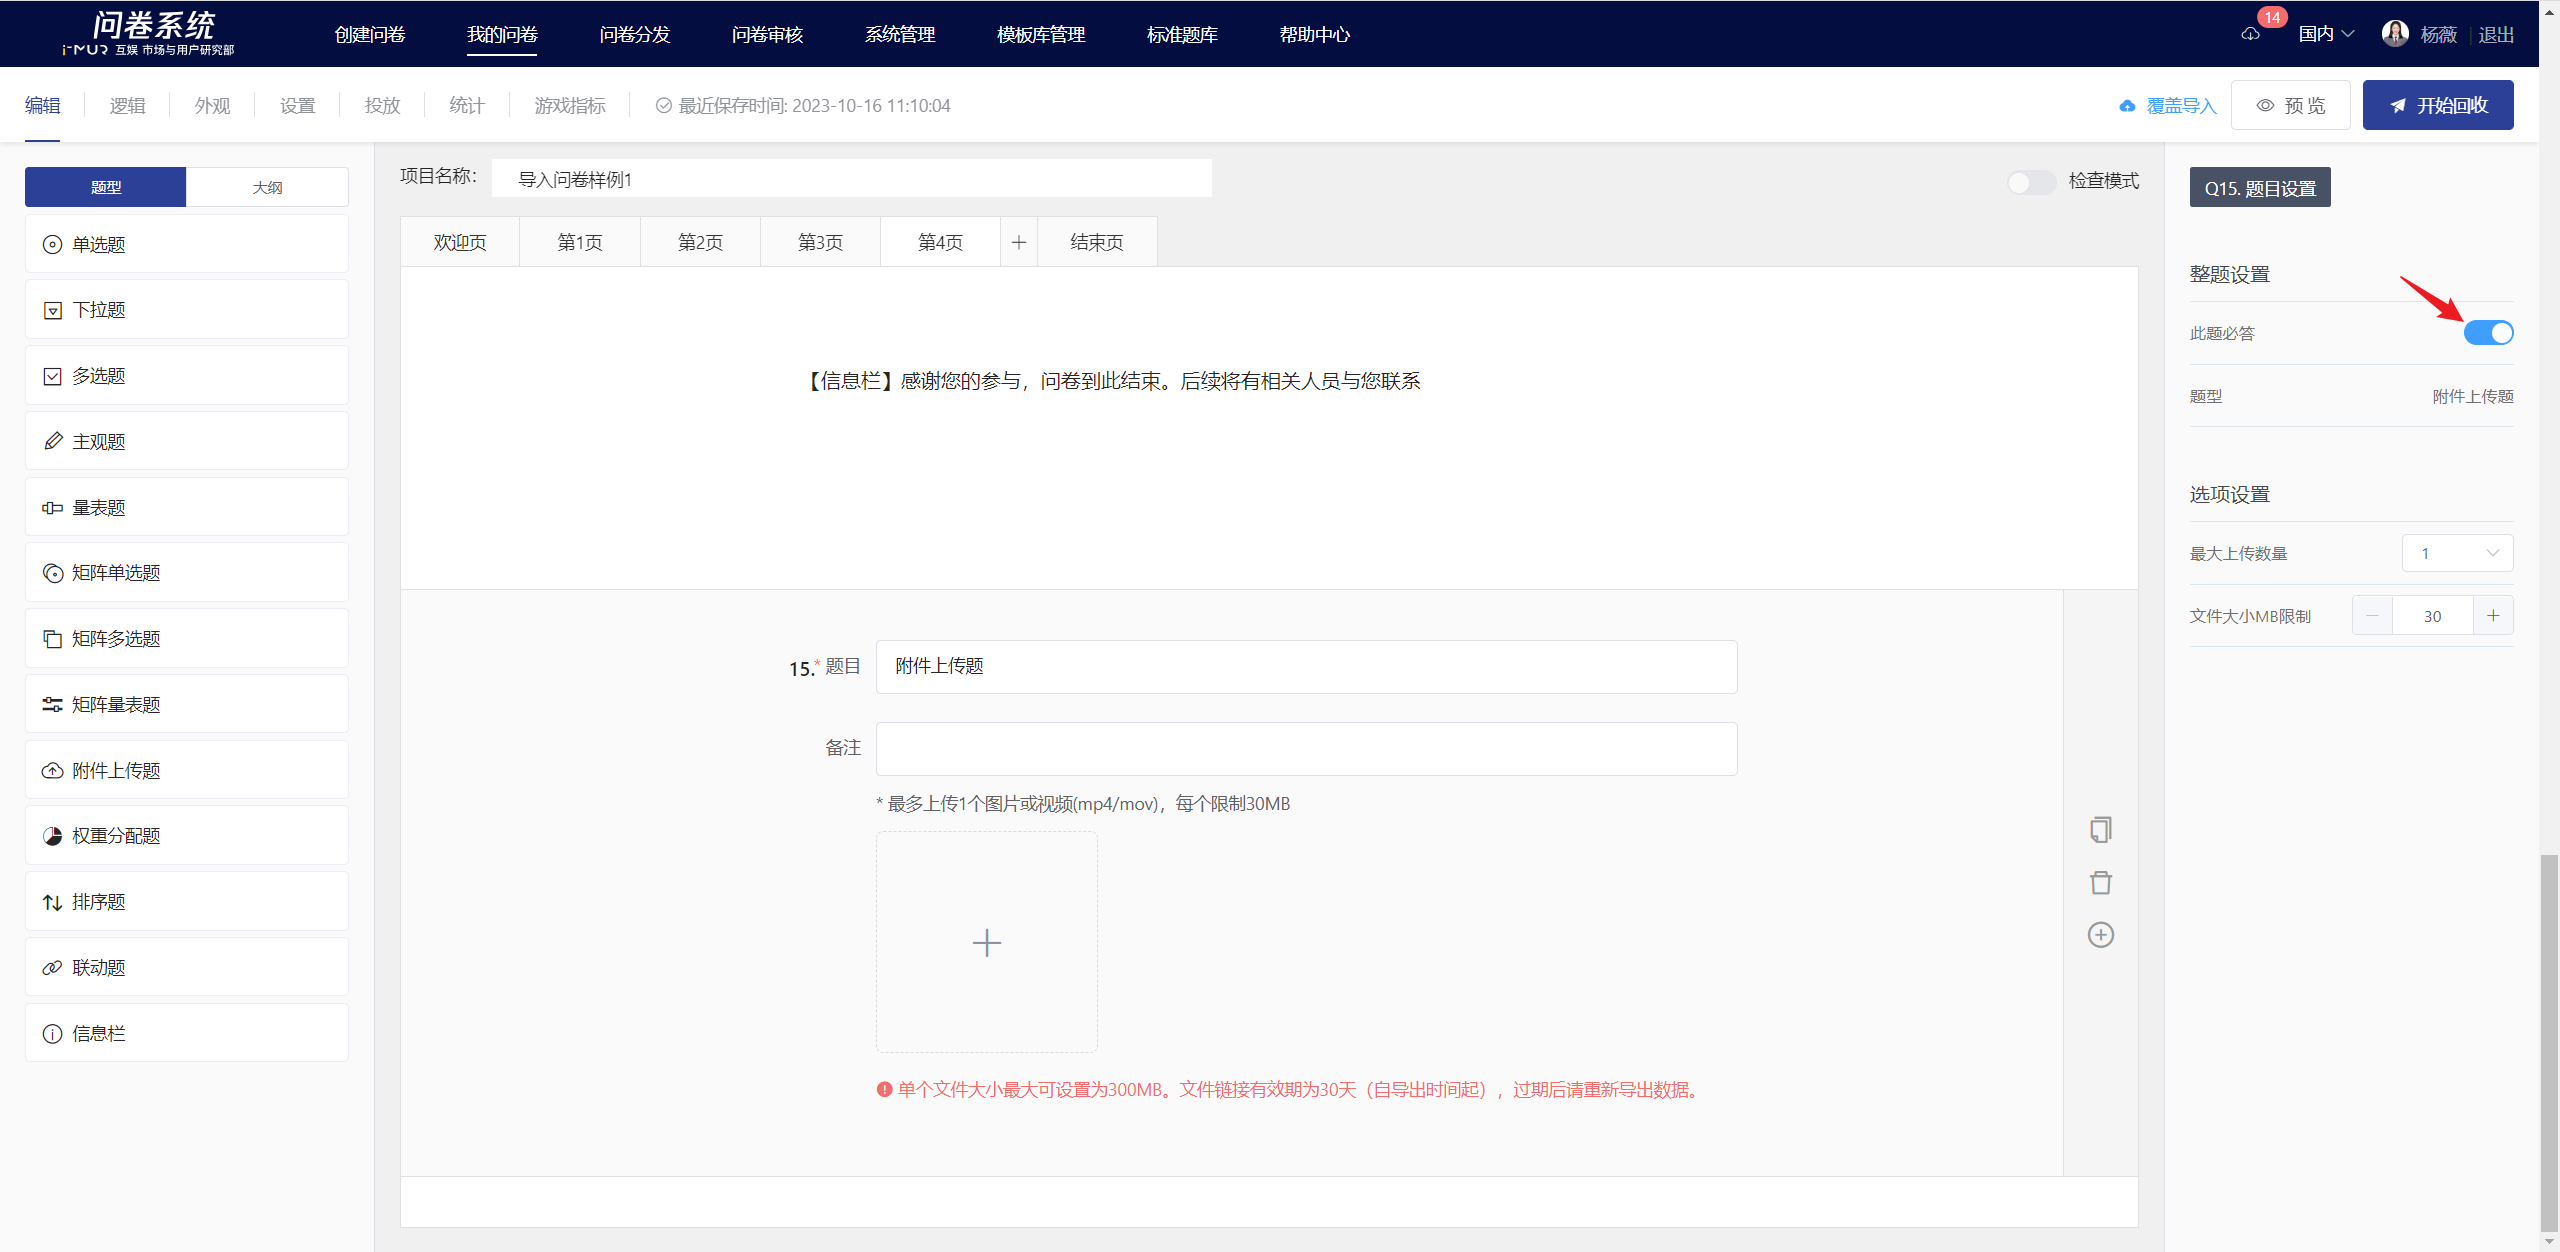 问卷系统
i-MUR 互娱 市场与用户研究部
创建问卷 我的问卷 问卷分发 问卷审核 系统管理 模板库管理 标准题库 帮助中心
14
国内 杨薇 退出
编辑 逻辑 外观 设置 投放 统计 游戏指标 最近保存时间: 2023-10-16 11:10:04
覆盖导入 预 览 开始回收
题型 大纲
单选题
下拉题
多选题
主观题
量表题
矩阵单选题
矩阵多选题
矩阵量表题
附件上传题
权重分配题
排序题
联动题
信息栏
项目名称: 导入问卷样例1 检查模式
欢迎页 第1页 第2页 第3页 第4页 结束页
【信息栏】感谢您的参与，问卷到此结束。后续将有相关人员与您联系
15.* 题目 附件上传题
备注
* 最多上传1个图片或视频(mp4/mov)，每个限制30MB
单个文件大小最大可设置为300MB。文件链接有效期为30天（自导出时间起），过期后请重新导出数据。
Q15. 题目设置
整题设置
此题必答
题型 附件上传题
选项设置
最大上传数量 1
文件大小MB限制 30